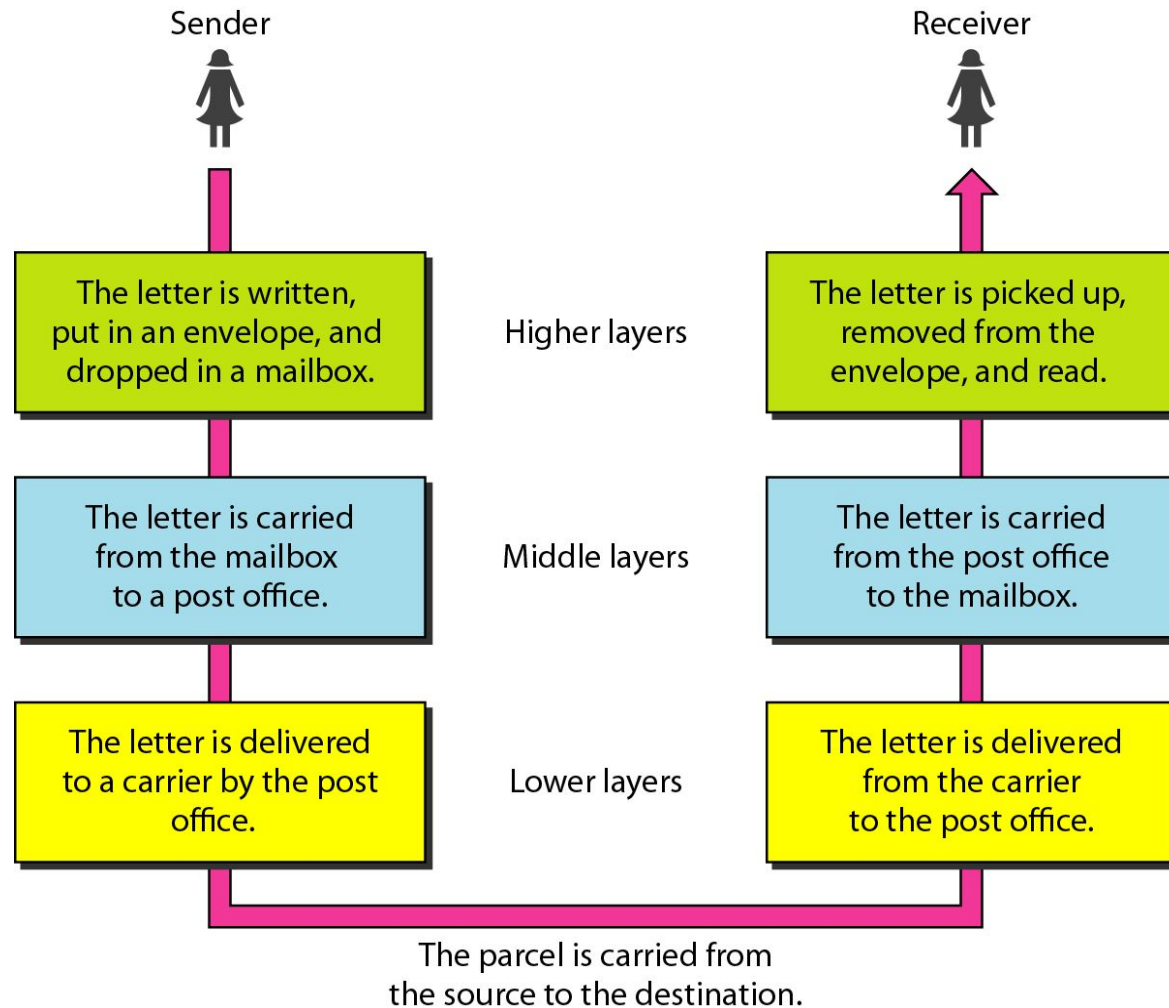 Sender
Receiver
The letter is written,
put in an envelope, and
dropped in a mailbox.
Higher layers
The letter is picked up,
removed from the
envelope, and read.
The letter is carried
from the mailbox
to a post office.
Middle layers
The letter is carried
from the post office
to the mailbox.
The letter is delivered
to a carrier by the post
office.
Lower layers
The letter is delivered
from the carrier
to the post office.
The parcel is carried from
the source to the destination.